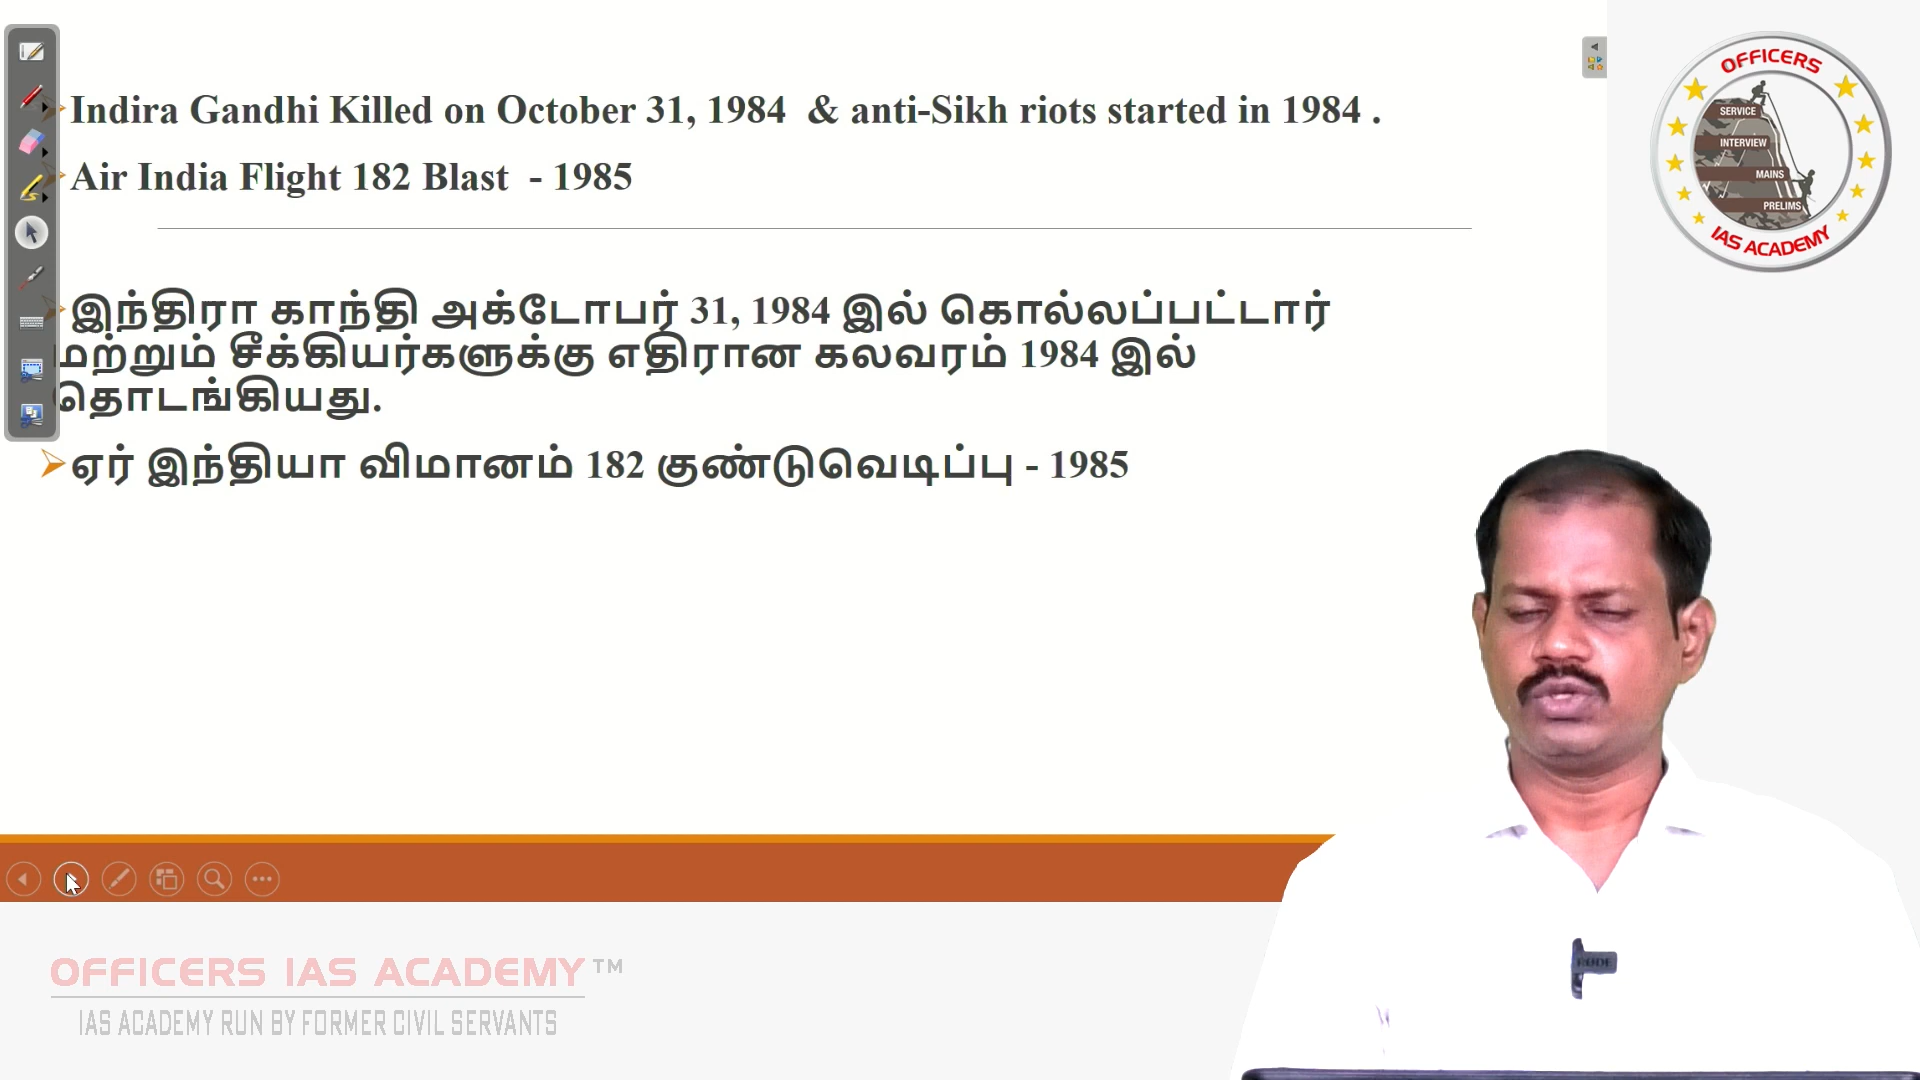 Indira Gandhi Killed on October 31, 1984 & anti-Sikh riots started in 1984 .
Air India Flight 182 Blast - 1985
இந்திரா காந்தி அக்டோபர் 31, 1984 இல் கொல்லப்பட்டார்
மற்றும் சீக்கியர்களுக்கு எதிரான கலவரம் 1984 இல்
தொடங்கியது.
ஏர் இந்தியா விமானம் 182 குண்டுவெடிப்பு - 1985
OFFICERS
SERVICE
INTERVIEW
MAINS
PRELIMS
IAS ACADEMY
RODE
OFFICERS IAS ACADEMY™
IAS ACADEMY RUN BY FORMER CIVIL SERVANTS